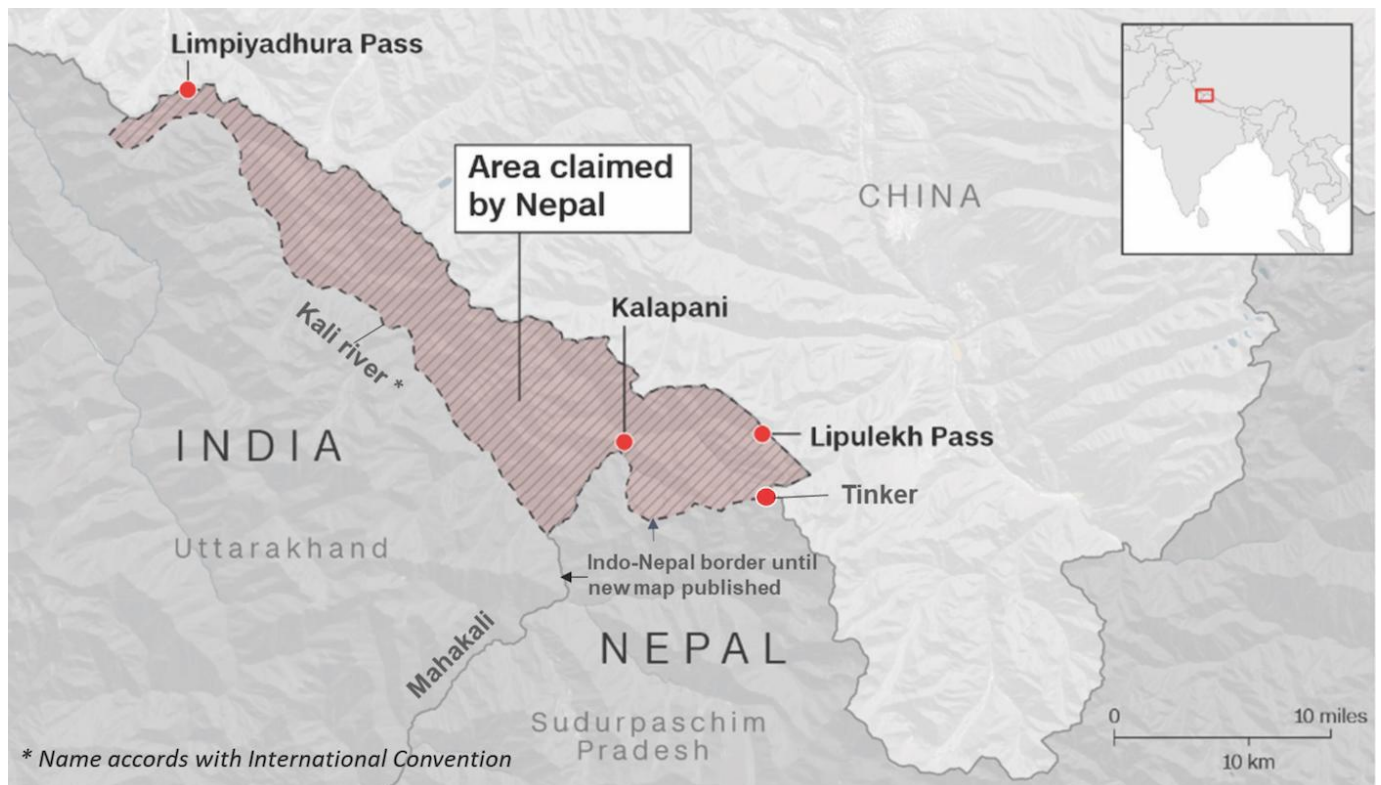 Limpiyadhura Pass
Area claimed
by Nepal
CHINA
Kalapani
Kali river *
INDIA
Lipulekh Pass
Tinker
Uttarakhand
Indo-Nepal border until
new map published
Mahakali
NEPAL
Sudurpaschim
Pradesh
0 10 miles
10 km
* Name accords with International Convention